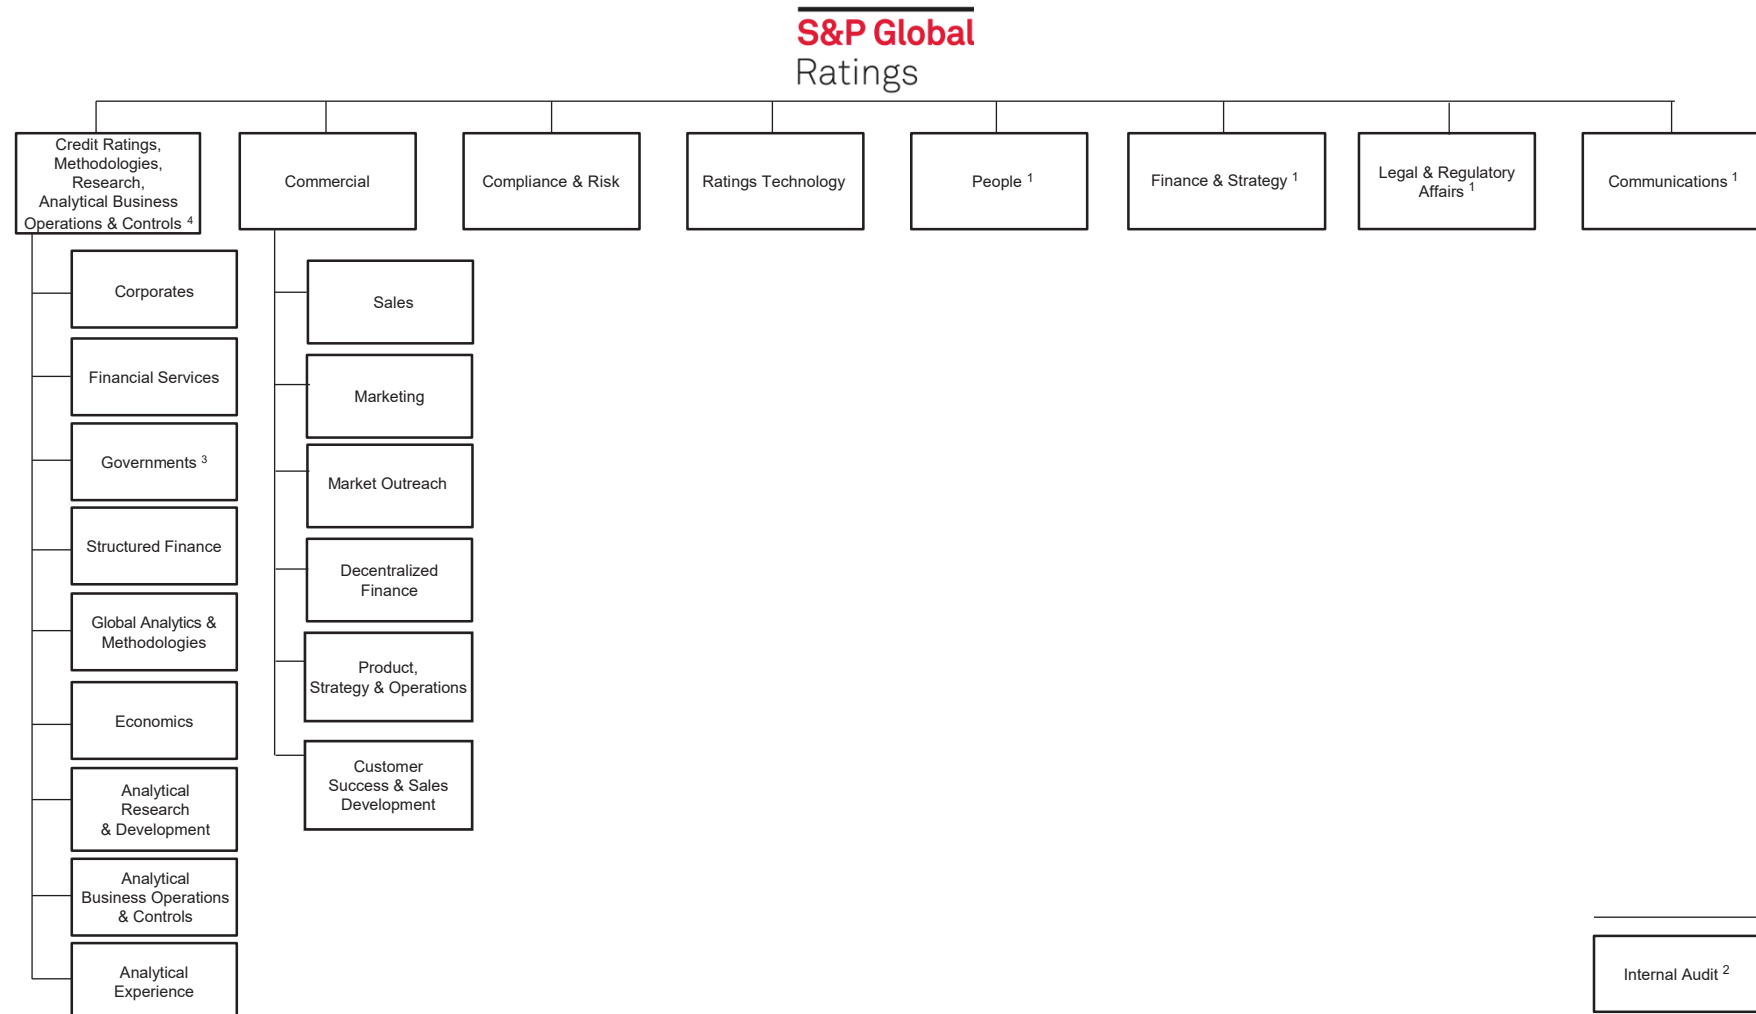 S&P Global
Ratings
Credit Ratings,
Methodologies,
Research,
Analytical Business
Operations & Controls 4
Commercial
Compliance & Risk
Ratings Technology
People 1
Finance & Strategy 1
Legal & Regulatory
Affairs 1
Communications 1
Corporates
Financial Services
Governments 3
Structured Finance
Global Analytics &
Methodologies
Economics
Analytical
Research
& Development
Analytical
Business Operations
& Controls
Analytical
Experience
Sales
Marketing
Market Outreach
Decentralized
Finance
Product,
Strategy & Operations
Customer
Success & Sales
Development
Internal Audit 2